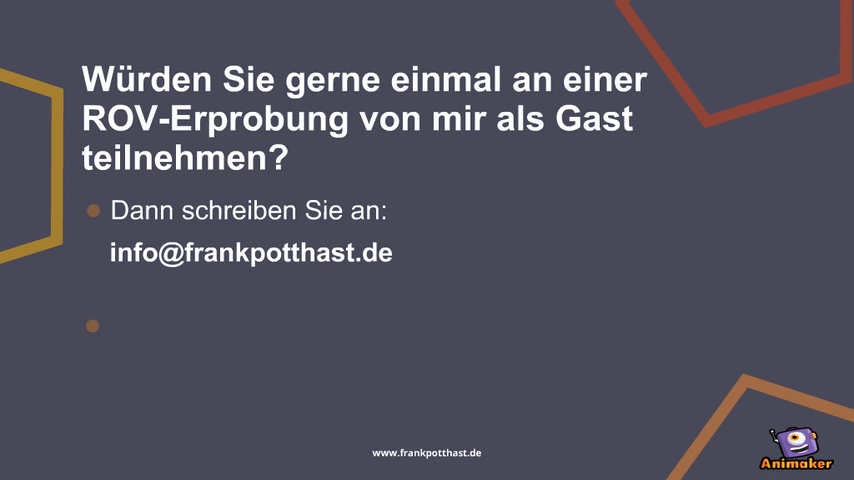 Würden Sie gerne einmal an einer
ROV-Erprobung von mir als Gast
teilnehmen?
Dann schreiben Sie an:
info@frankpotthast.de
www.frankpotthast.de
Animaker